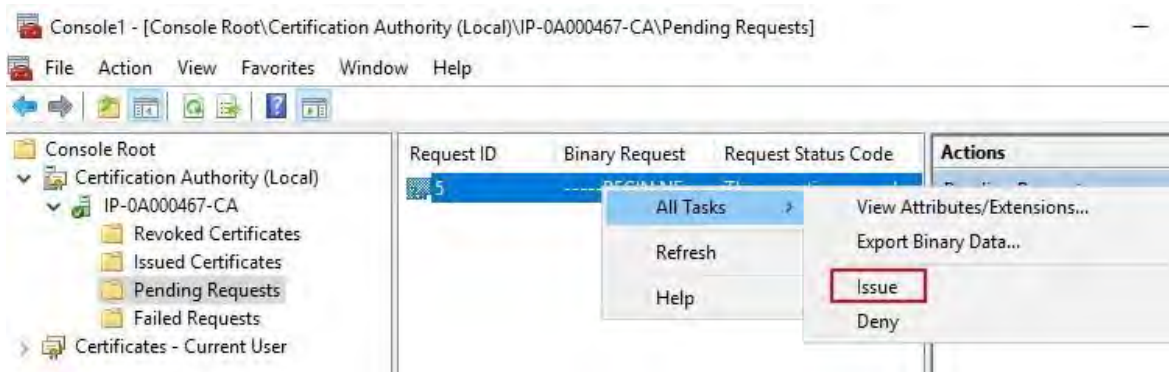 Console1 - [Console Root\Certification Authority (Local)\IP-0A000467-CA\Pending Requests]
File Action View Favorites Window Help
Console Root
Certification Authority (Local)
IP-0A000467-CA
Revoked Certificates
Issued Certificates
Pending Requests
Failed Requests
Certificates - Current User
Request ID Binary Request Request Status Code
5
All Tasks
Refresh
Help
Actions
View Attributes/Extensions...
Export Binary Data...
Issue
Deny